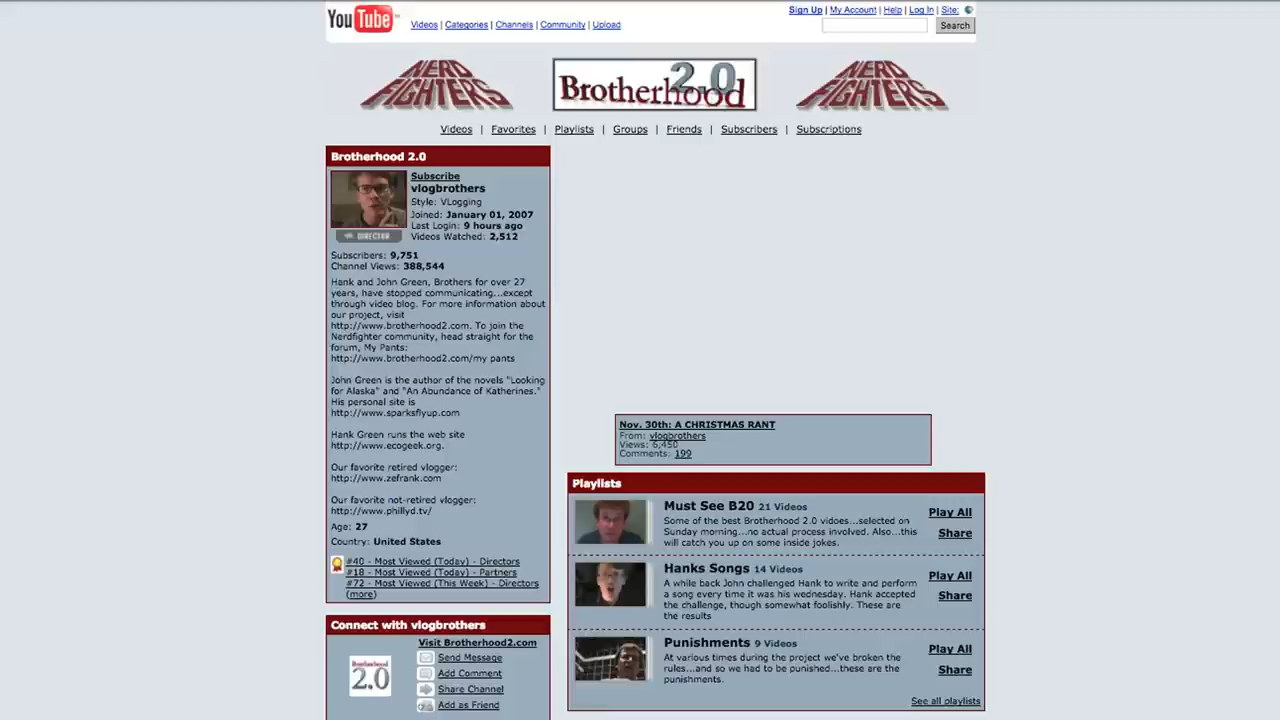 YouTube
Sign Up | My Account | Help | Log In | Site:
Videos | Categories | Channels | Community | Upload
Search
NERD FIGHTERS
Brotherhood 2.0
NERD FIGHTERS
Videos | Favorites | Playlists | Groups | Friends | Subscribers | Subscriptions
Brotherhood 2.0
Subscribe
vlogbrothers
Style: VLogging
Joined: January 01, 2007
Last Login: 9 hours ago
Videos Watched: 2,512
DIRECTOR
Subscribers: 9,751
Channel Views: 388,544
Hank and John Green, Brothers for over 27
years, have stopped communicating...except
through video blog. For more information about
our project, visit
http://www.brotherhood2.com. To join the
Nerdfighter community, head straight for the
forum, My Pants:
http://www.brotherhood2.com/my pants
John Green is the author of the novels "Looking
for Alaska" and "An Abundance of Katherines."
His personal site is
http://www.sparksflyup.com
Hank Green runs the web site
http://www.ecogeek.org.
Our favorite retired vlogger:
http://www.zefrank.com
Our favorite not-retired vlogger:
http://www.phillyd.tv/
Age: 27
Country: United States
#40 - Most Viewed (Today) - Directors
#18 - Most Viewed (Today) - Partners
#72 - Most Viewed (This Week) - Directors
(more)
Connect with vlogbrothers
Visit Brotherhood2.com
Brotherhood
2.0
Send Message
Add Comment
Share Channel
Add as Friend
Nov. 30th: A CHRISTMAS RANT
From: vlogbrothers
Views: 6,450
Comments: 199
Playlists
Must See B20 21 Videos
Some of the best Brotherhood 2.0 vidoes...selected on
Sunday morning...no actual process involved. Also...this
will catch you up on some inside jokes.
Play All
Share
Hanks Songs 14 Videos
A while back John challenged Hank to write and perform
a song every time it was his wednesday. Hank accepted
the challenge, though somewhat foolishly. These are
the results
Play All
Share
Punishments 9 Videos
At various times during the project we've broken the
rules...and so we had to be punished...these are the
punishments.
Play All
Share
See all playlists